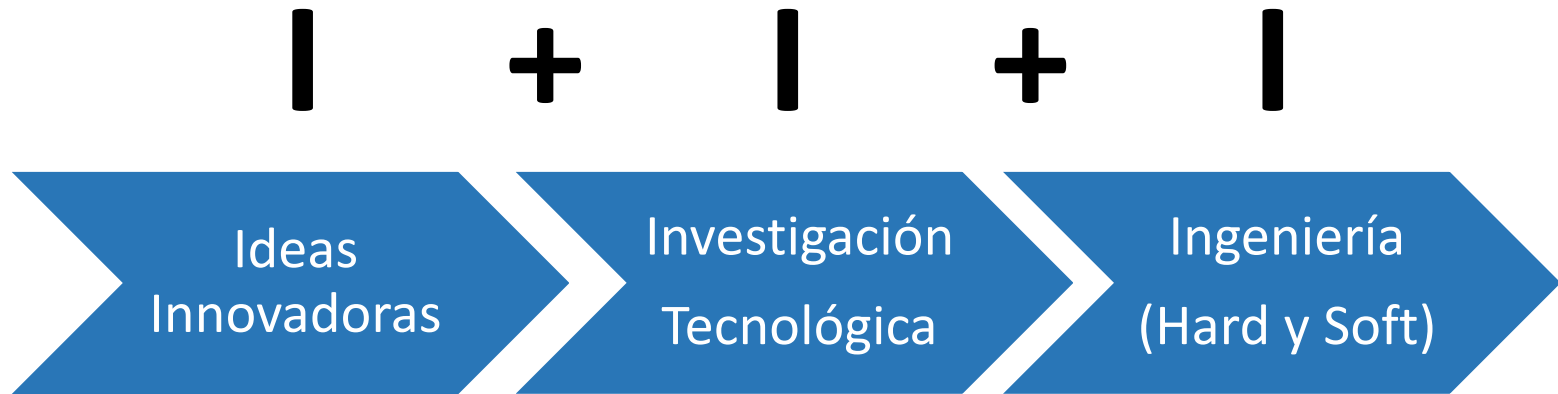 I + I + I
Ideas
Innovadoras
Investigación
Tecnológica
Ingeniería
(Hard y Soft)